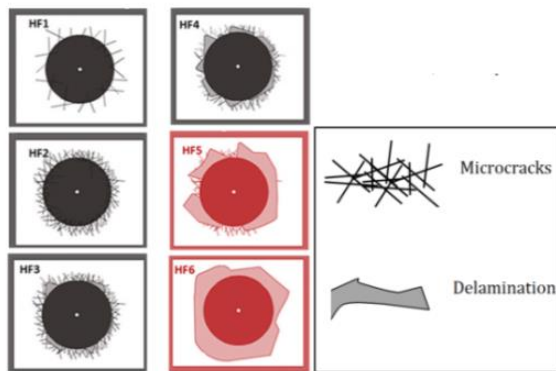 HF1
HF4
HF2
HF5
HF3
HF6
Microcracks
Delamination